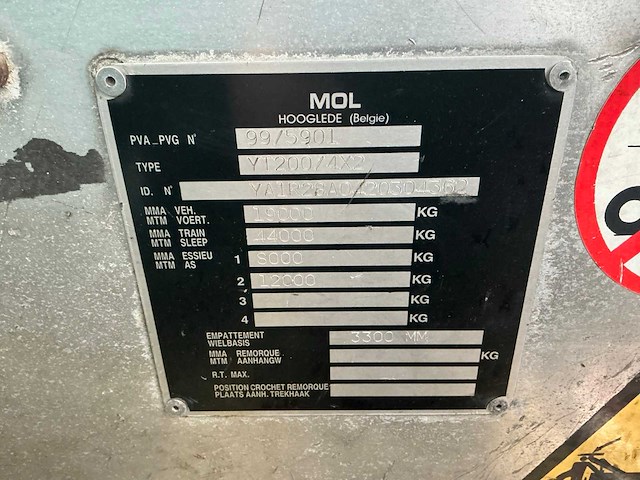 MOL
HOOGLEDE (Belgie)
PVA_PVG N° 99/5901
TYPE Y1200/4X2
ID. N°
MMA VEH. MTM VOERT. 19000 KG
MMA TRAIN MTM SLEEP 44000 KG
MMA ESSIEU MTM AS 1 8000 KG
2 12000 KG
3 KG
4 KG
EMPATTEMENT WIELBASIS 3300 MM
MMA REMORQUE MTM AANHANGW KG
R.T. MAX.
POSITION CROCHET REMORQUE
PLAATS AANH. TREKHAAK